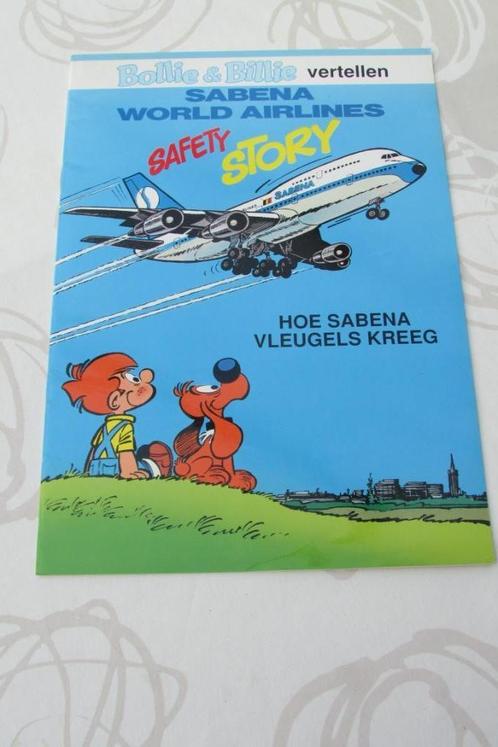 Bollie & Billie vertellen
SABENA
WORLD AIRLINES
SAFETY STORY
SABENA
HOE SABENA
VLEUGELS KREEG